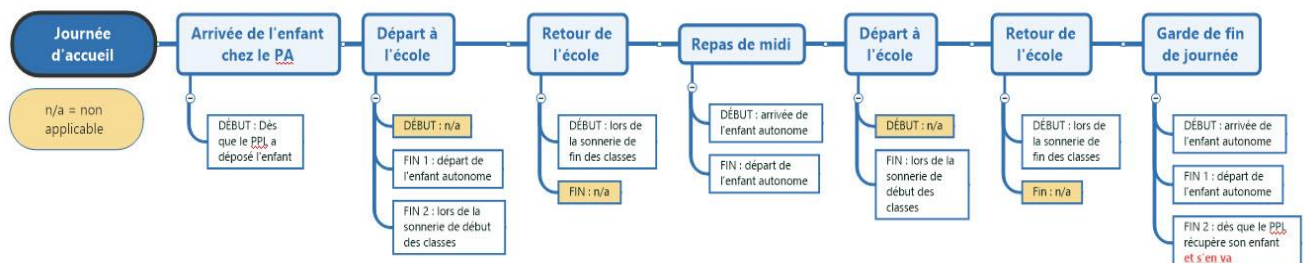 Journée
d'accueil
n/a = non
applicable
Arrivée de l'enfant
chez le PA
DÉBUT : Dès
que le PPL a
déposé l'enfant
Départ à
l'école
DÉBUT : n/a
FIN 1 : départ de
l'enfant autonome
FIN 2 : lors de la
sonnerie de début
des classes
Retour de
l'école
DÉBUT : lors de
la sonnerie de
fin des classes
FIN : n/a
Repas de midi
DÉBUT : arrivée de
l'enfant autonome
FIN : départ de
l'enfant autonome
Départ à
l'école
DÉBUT : n/a
FIN : lors de la
sonnerie de
début des
classes
Retour de
l'école
DÉBUT : lors de
la sonnerie de
fin des classes
Fin : n/a
Garde de fin
de journée
DÉBUT : arrivée de
l'enfant autonome
FIN 1 : départ de
l'enfant autonome
FIN 2 : dès que le PPL
récupère son enfant
et s'en va